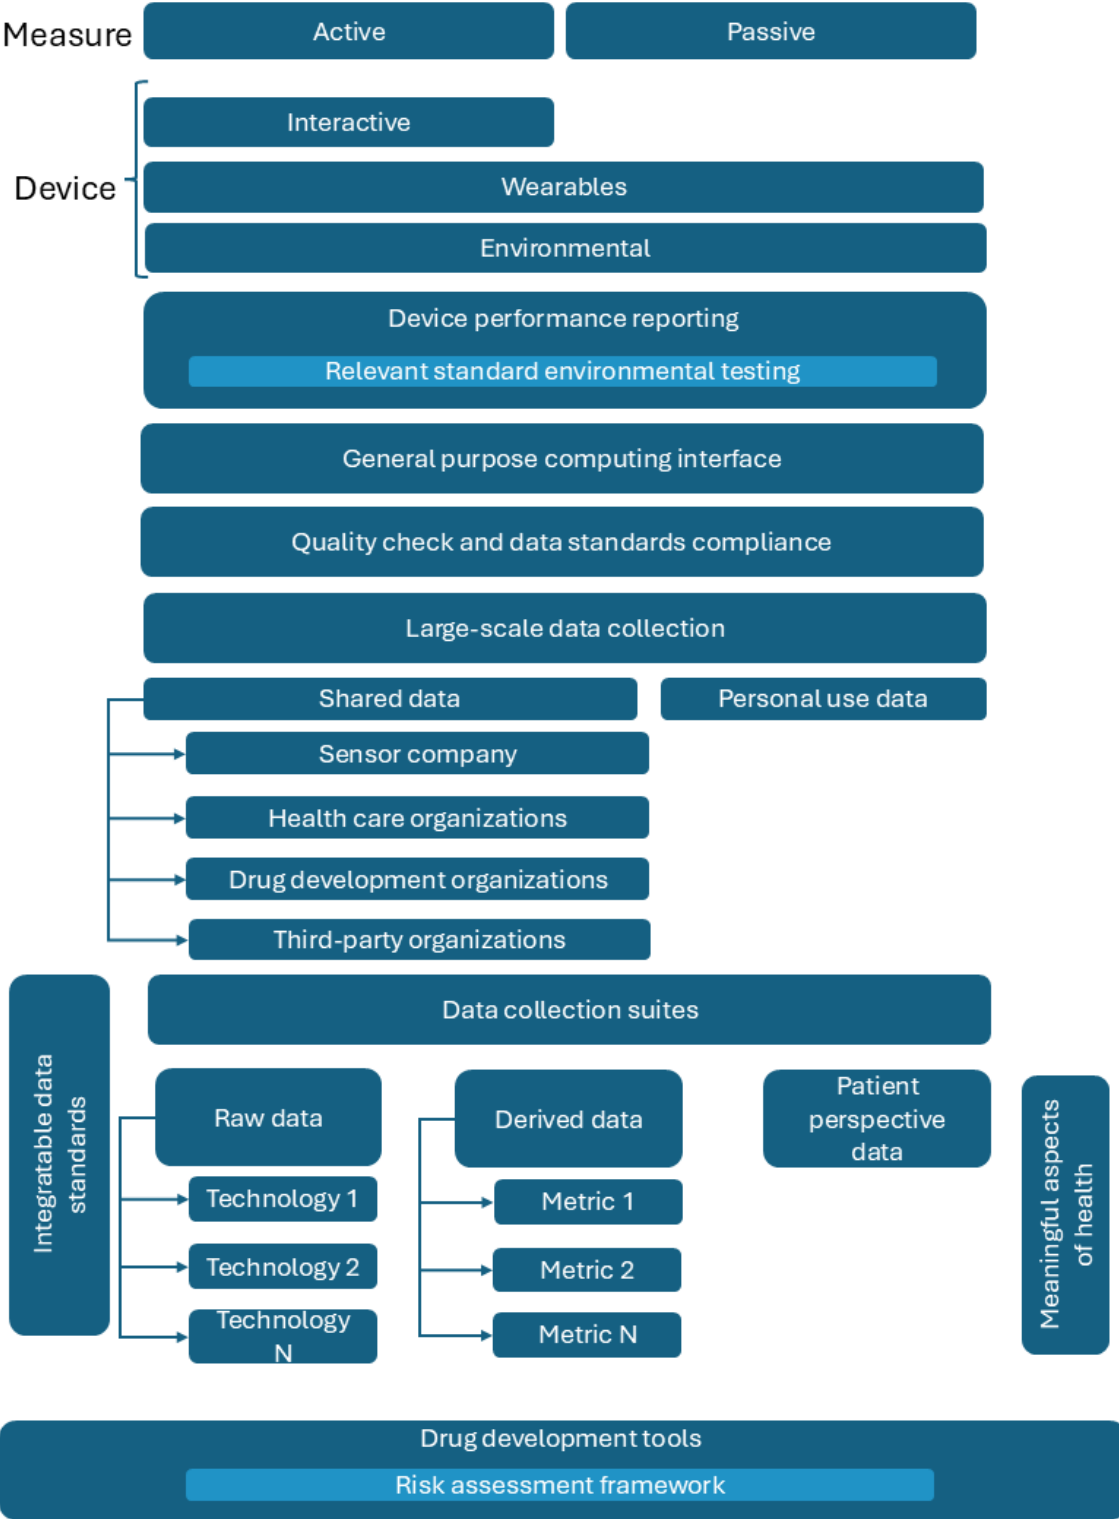 Measure
Active
Passive
Interactive
Device
Wearables
Environmental
Device performance reporting
Relevant standard environmental testing
General purpose computing interface
Quality check and data standards compliance
Large-scale data collection
Shared data
Personal use data
Sensor company
Health care organizations
Drug development organizations
Third-party organizations
Data collection suites
Integratable data
standards
Raw data
Technology 1
Technology 2
Technology
N
Derived data
Metric 1
Metric 2
Metric N
Patient
perspective
data
Meaningful aspects
of health
Drug development tools
Risk assessment framework